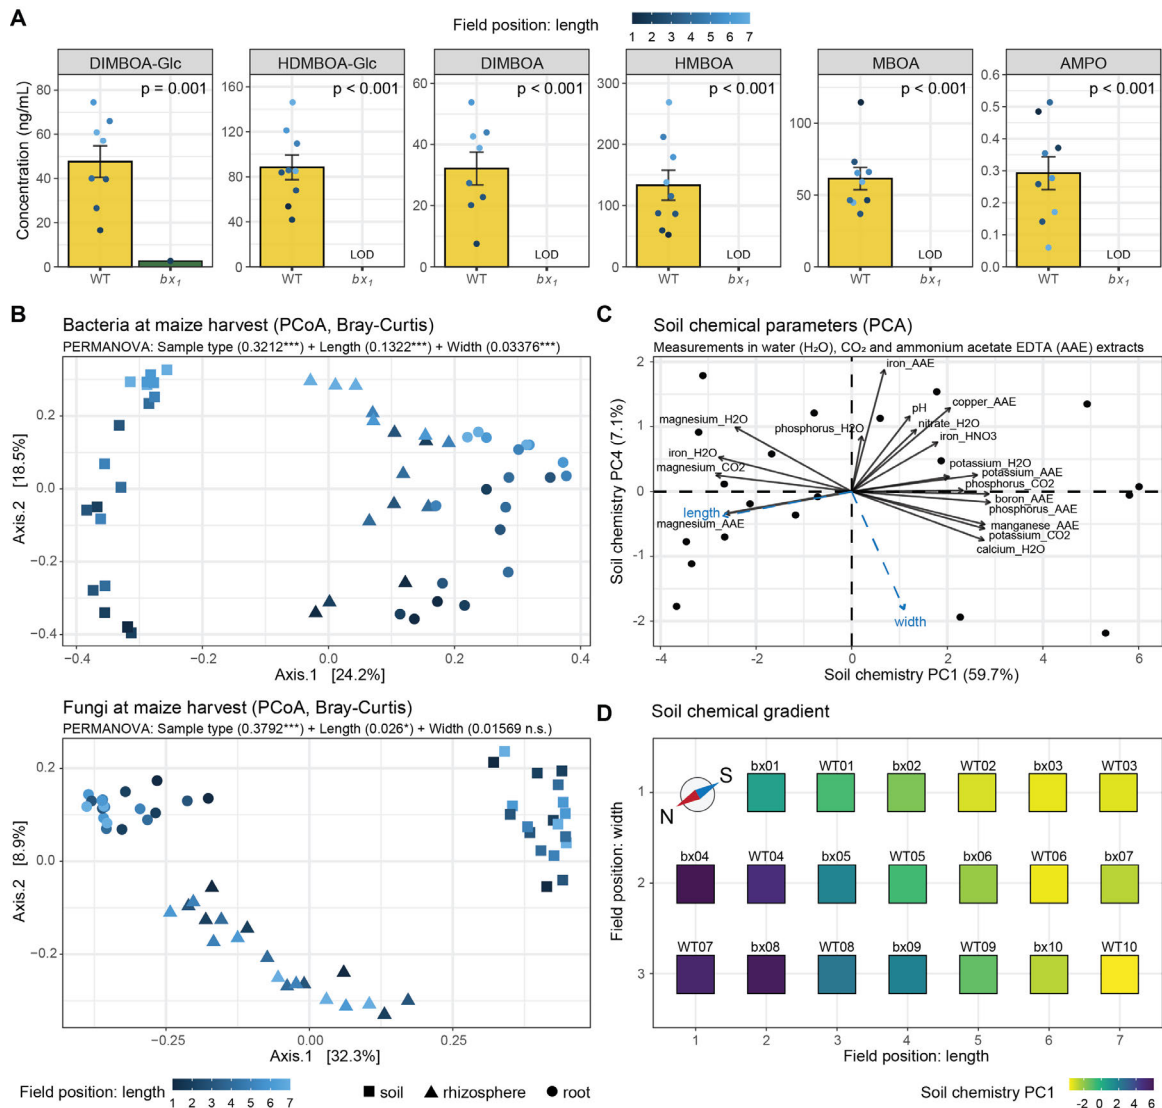 A
Field position: length
1 2 3 4 5 6 7
DIMBOA-Glc
HDMBOA-Glc
DIMBOA
HMBOA
MBOA
AMPO
p = 0.001
p < 0.001
p < 0.001
p < 0.001
p < 0.001
p < 0.001
Concentration (ng/mL)
80
60
40
20
0
160
120
80
40
0
60
40
20
0
300
200
100
0
100
50
0
0.6
0.5
0.4
0.3
0.2
0.1
0.0
LOD
LOD
LOD
LOD
LOD
WT bx1
WT bx1
WT bx1
WT bx1
WT bx1
WT bx1
B
Bacteria at maize harvest (PCoA, Bray-Curtis)
PERMANOVA: Sample type (0.3212***) + Length (0.1322***) + Width (0.03376***)
Axis.2 [18.5%]
0.2
0.0
−0.2
−0.4
−0.4 −0.2 0.0 0.2 0.4
Axis.1 [24.2%]
Fungi at maize harvest (PCoA, Bray-Curtis)
PERMANOVA: Sample type (0.3792***) + Length (0.026*) + Width (0.01569 n.s.)
Axis.2 [8.9%]
0.2
0.0
−0.2
−0.25 0.00 0.25
Axis.1 [32.3%]
Field position: length
1 2 3 4 5 6 7
soil
rhizosphere
root
C
Soil chemical parameters (PCA)
Measurements in water (H₂O), CO₂ and ammonium acetate EDTA (AAE) extracts
Soil chemistry PC4 (7.1%)
2
1
0
-1
-2
iron_AAE
copper_AAE
pH
magnesium_H2O
phosphorus_H2O
nitrate_H2O
iron_HNO3
iron_H2O
magnesium_CO2
potassium_H2O
potassium_AAE
phosphorus_CO2
boron_AAE
phosphorus_AAE
length
magnesium_AAE
manganese_AAE
potassium_CO2
calcium_H2O
width
-4 -2 0 2 4 6
Soil chemistry PC1 (59.7%)
D
Soil chemical gradient
Field position: width
1
2
3
N
S
bx01 WT01 bx02 WT02 bx03 WT03
bx04 WT04 bx05 WT05 bx06 WT06 bx07
WT07 bx08 WT08 bx09 WT09 bx10 WT10
1 2 3 4 5 6 7
Field position: length
Soil chemistry PC1
-2 0 2 4 6